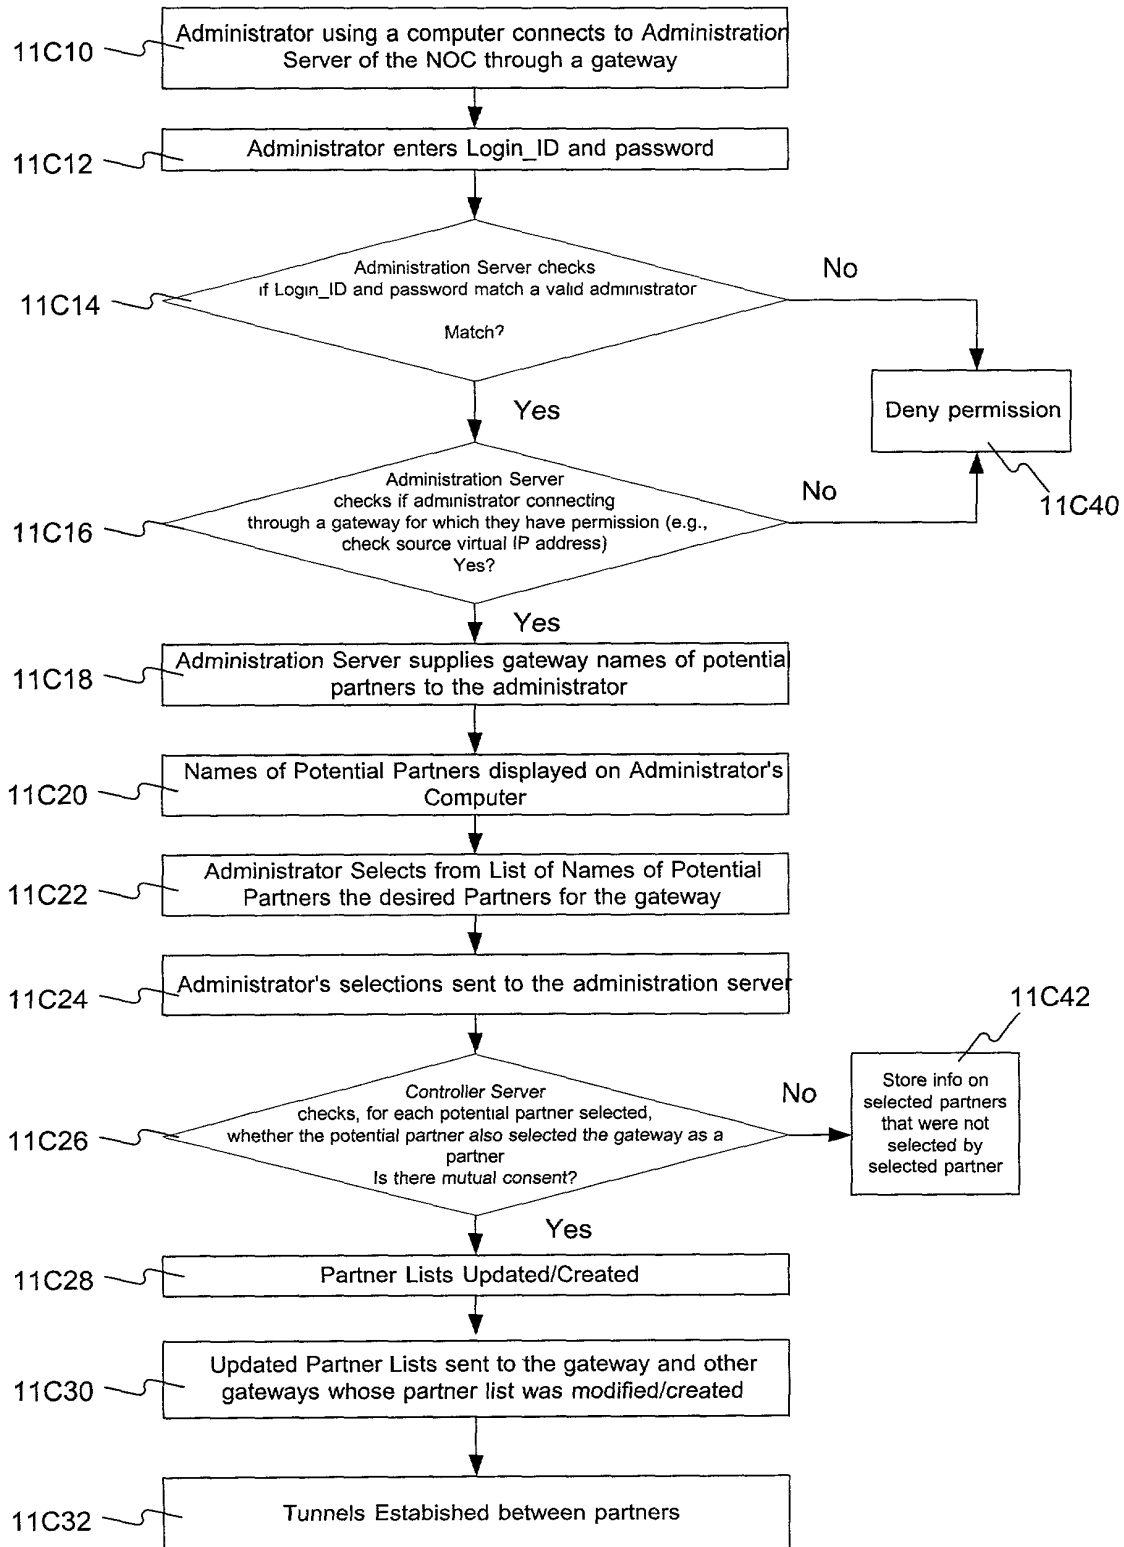 11C10
Administrator using a computer connects to Administration
Server of the NOC through a gateway
11C12
Administrator enters Login_ID and password
11C14
Administration Server checks
if Login_ID and password match a valid administrator
Match?
No
Yes
Deny permission
11C40
11C16
Administration Server
checks if administrator connecting
through a gateway for which they have permission (e.g.,
check source virtual IP address)
Yes?
No
Yes
11C18
Administration Server supplies gateway names of potential
partners to the administrator
11C20
Names of Potential Partners displayed on Administrator's
Computer
11C22
Administrator Selects from List of Names of Potential
Partners the desired Partners for the gateway
11C24
Administrator's selections sent to the administration server
11C26
Controller Server
checks, for each potential partner selected,
whether the potential partner also selected the gateway as a
partner
Is there mutual consent?
No
Yes
11C42
Store info on
selected partners
that were not
selected by
selected partner
11C28
Partner Lists Updated/Created
11C30
Updated Partner Lists sent to the gateway and other
gateways whose partner list was modified/created
11C32
Tunnels Estabished between partners